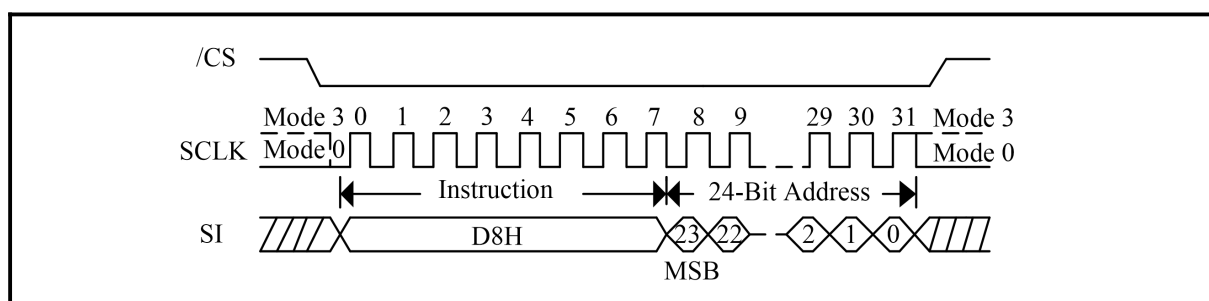 /CS
Mode 3 0 1 2 3 4 5 6 7 8 9 29 30 31 Mode 3
SCLK Mode 0 Mode 0
Instruction 24-Bit Address
SI D8H 23 22 2 1 0
MSB